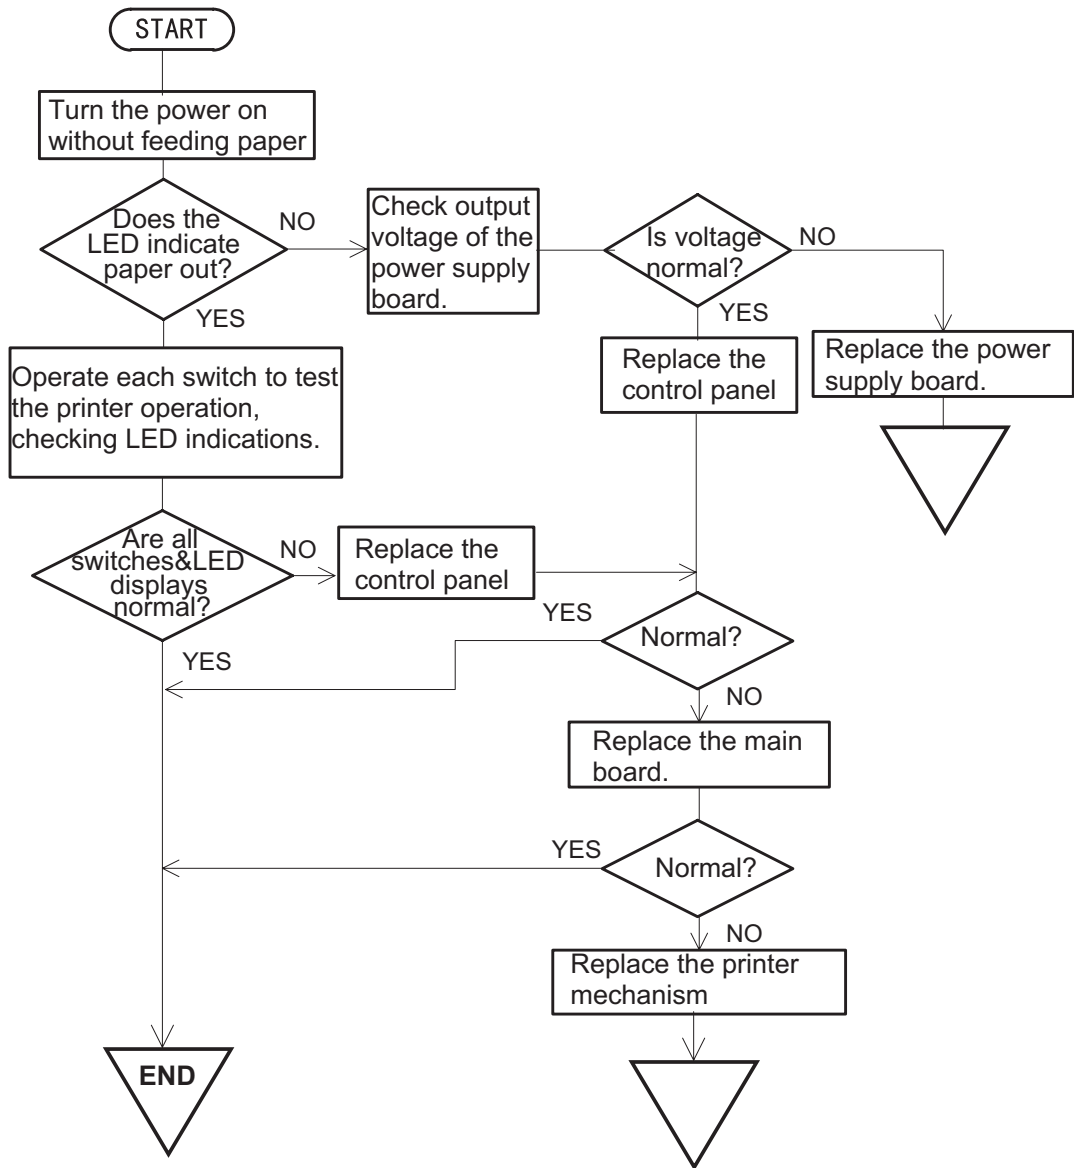 START
Turn the power on
without feeding paper
Does the
LED indicate
paper out?
NO
Check output
voltage of the
power supply
board.
Is voltage
normal?
NO
YES
YES
Replace the
control panel
Replace the power
supply board.
Operate each switch to test
the printer operation,
checking LED indications.
Are all
switches&LED
displays
normal?
NO
Replace the
control panel
YES
Normal?
YES
NO
Replace the main
board.
YES
Normal?
NO
Replace the printer
mechanism
END